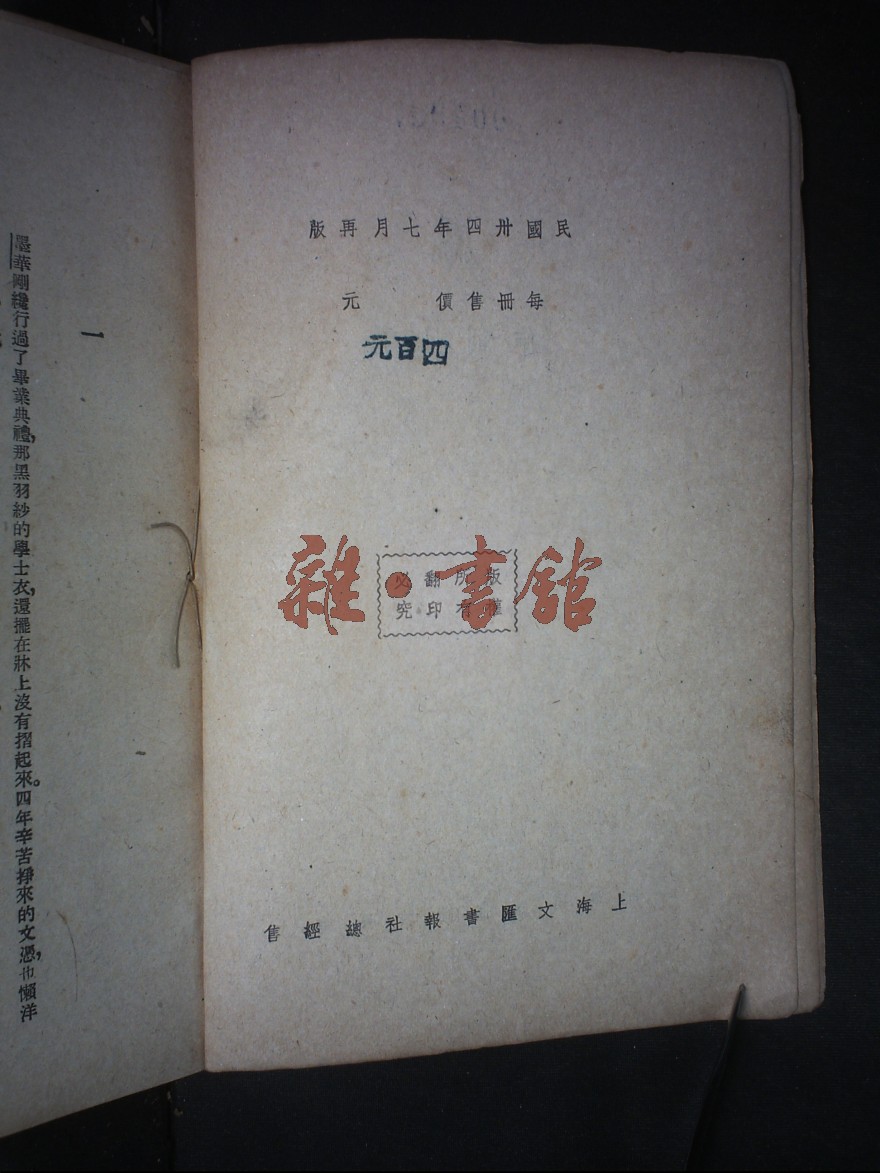 民國卅四年七月再版
每冊售價　　元
四百元
雜·書舘
版所翻必
權有印究
上海文匯書報社總經售
一
墨華剛纔行過了畢業典禮，那黑羽紗的學士衣，還擺在牀上沒有摺起來。四年辛苦掙來的文憑，也懶洋